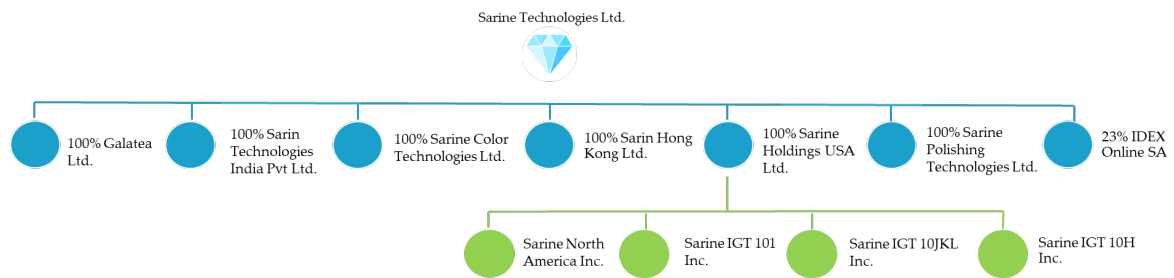 Sarine Technologies Ltd.
100% Galatea
Ltd.
100% Sarin
Technologies
India Pvt Ltd.
100% Sarine Color
Technologies Ltd.
100% Sarin Hong
Kong Ltd.
100% Sarine
Holdings USA
Ltd.
100% Sarine
Polishing
Technologies Ltd.
23% IDEX
Online SA
Sarine North
America Inc.
Sarine IGT 101
Inc.
Sarine IGT 10JKL
Inc.
Sarine IGT 10H
Inc.